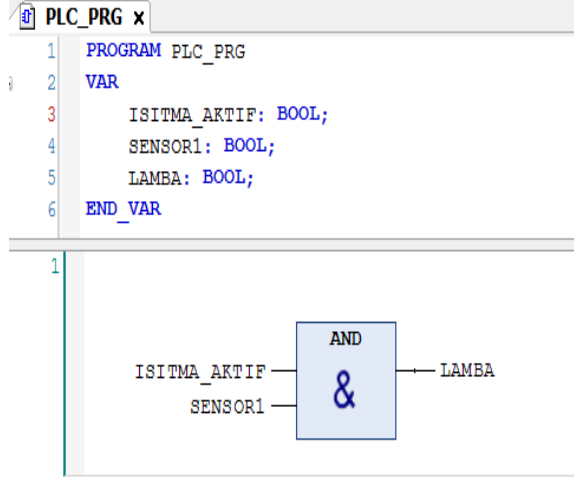 PLC_PRG x
1 PROGRAM PLC_PRG
2 VAR
3 ISITMA_AKTIF: BOOL;
4 SENSOR1: BOOL;
5 LAMBA: BOOL;
6 END_VAR
1
AND
ISITMA_AKTIF & LAMBA
SENSOR1